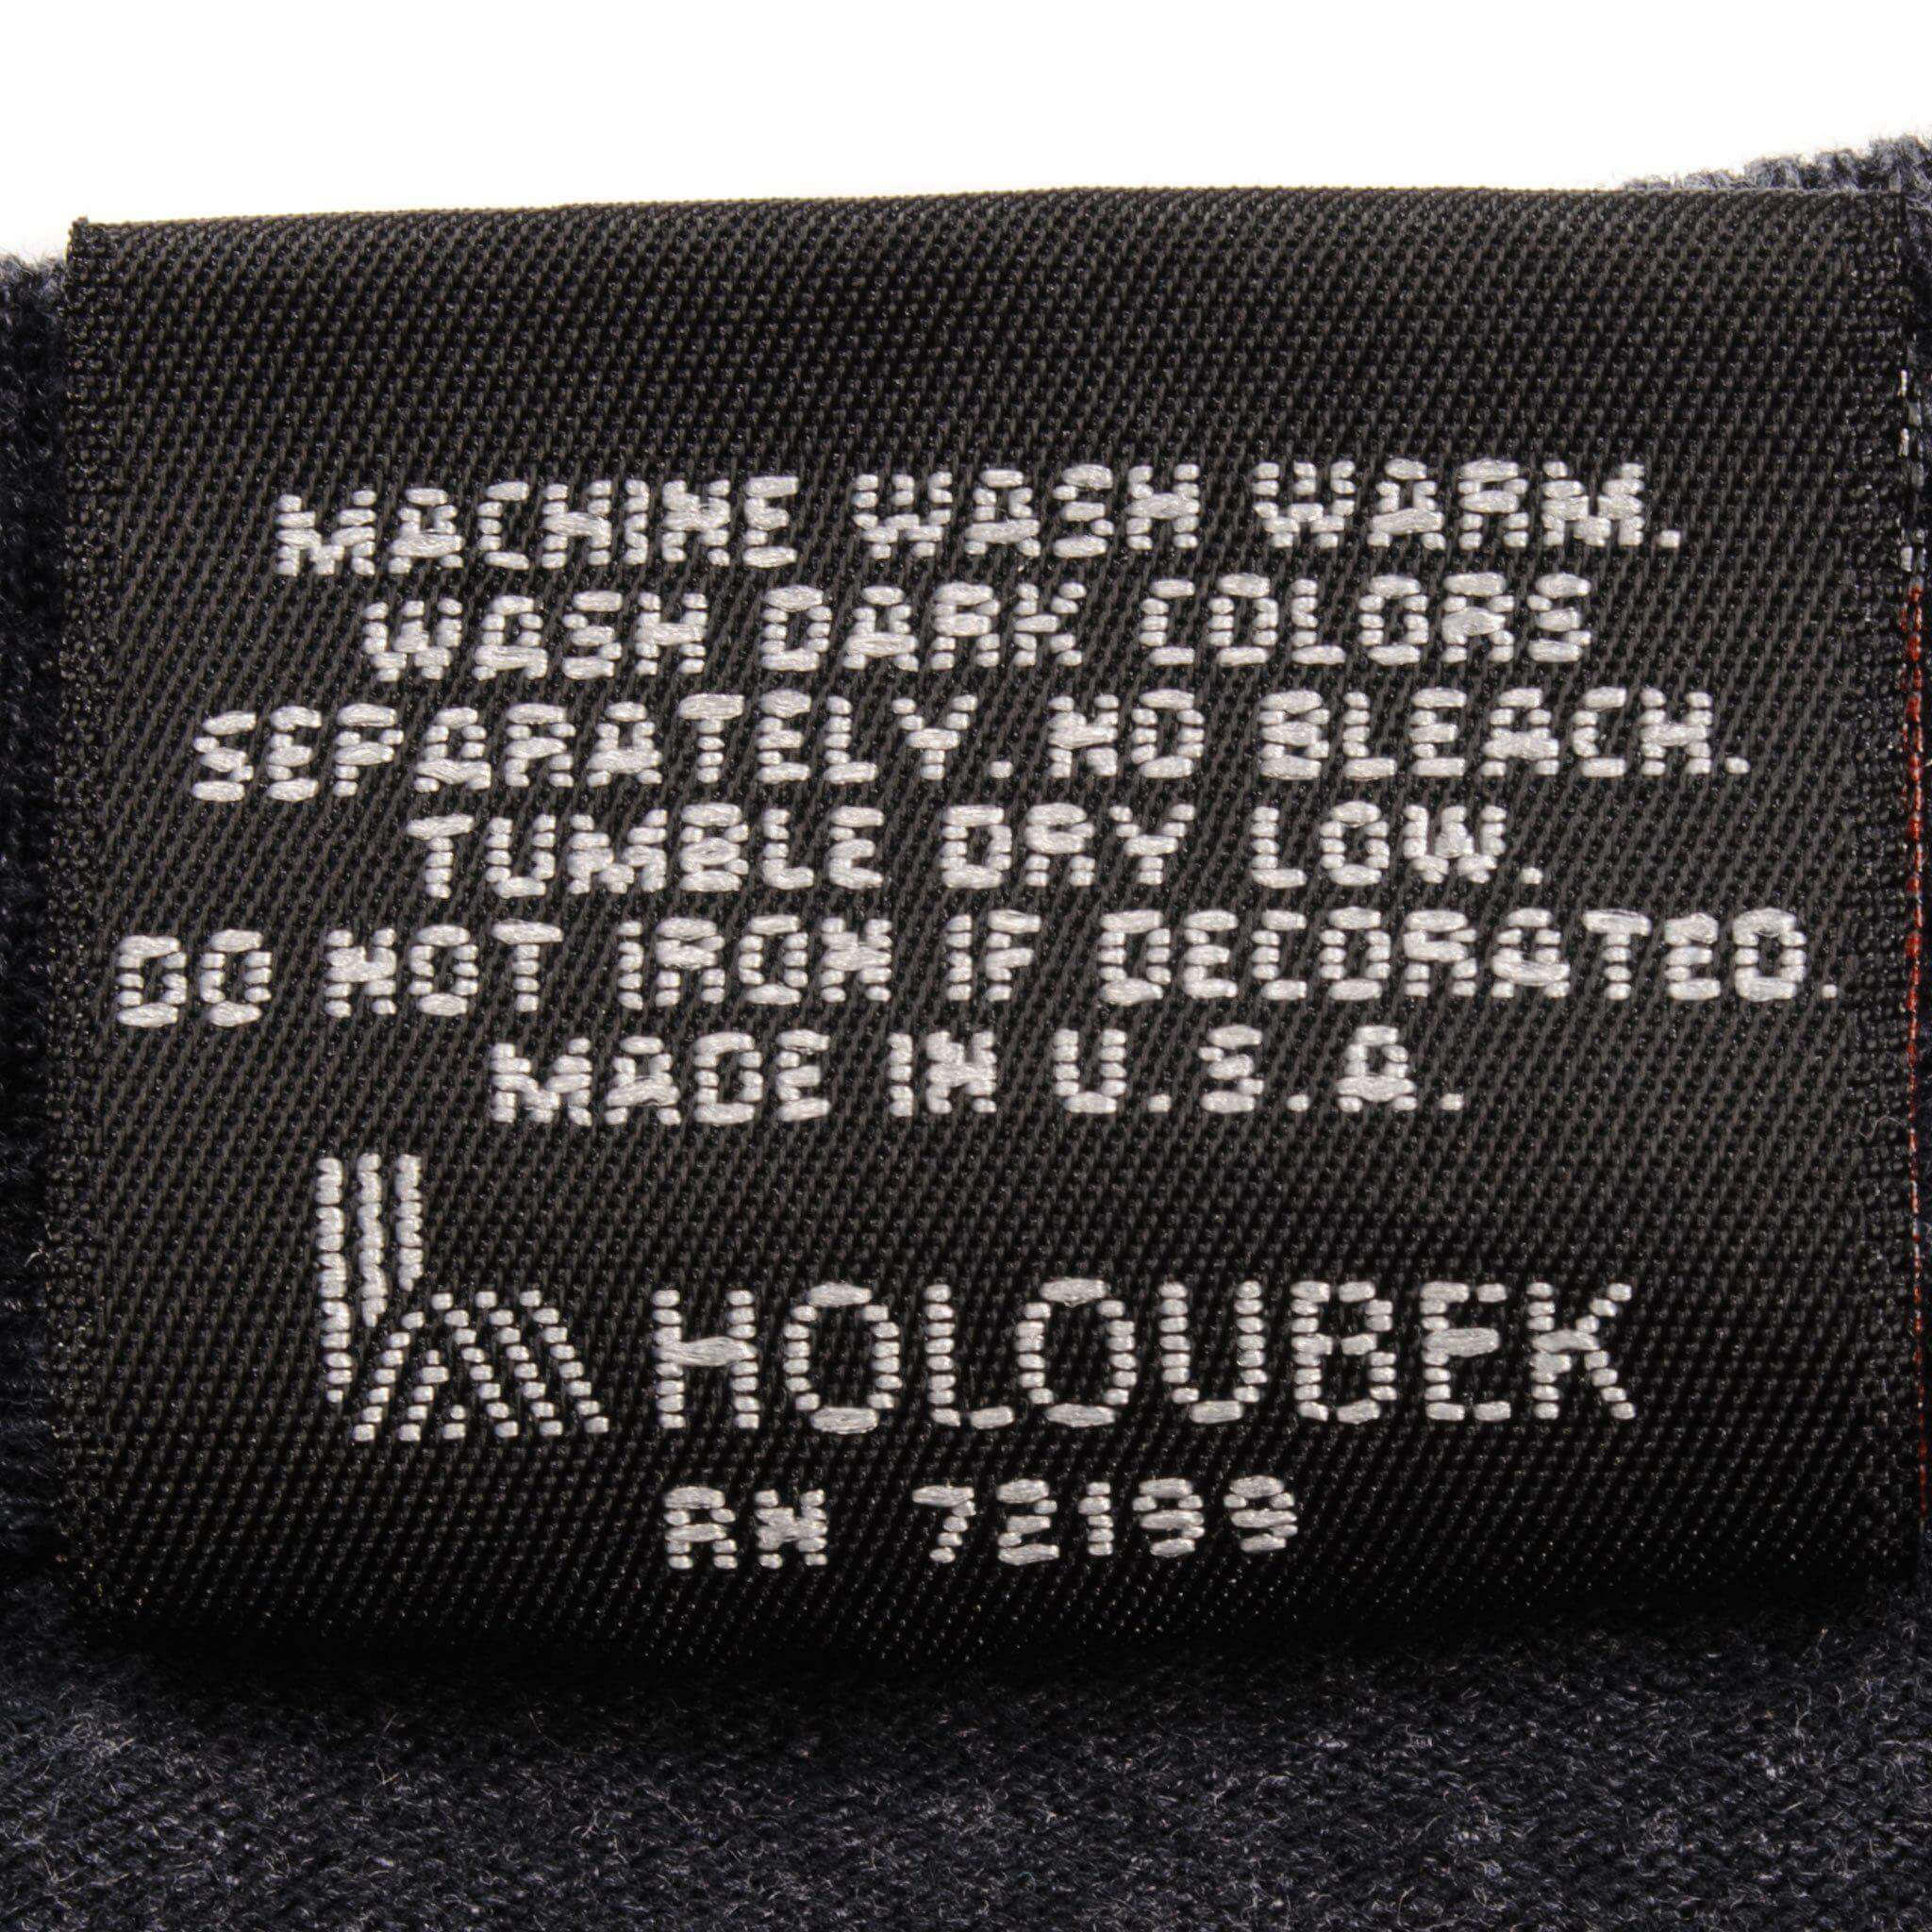 MACHINE WASH WARM.
WASH DARK COLORS
SEPARATELY. NO BLEACH.
TUMBLE DRY LOW.
DO NOT IRON IF DECORATED.
MADE IN U.S.A.
HOLOUBEK
RN 72199